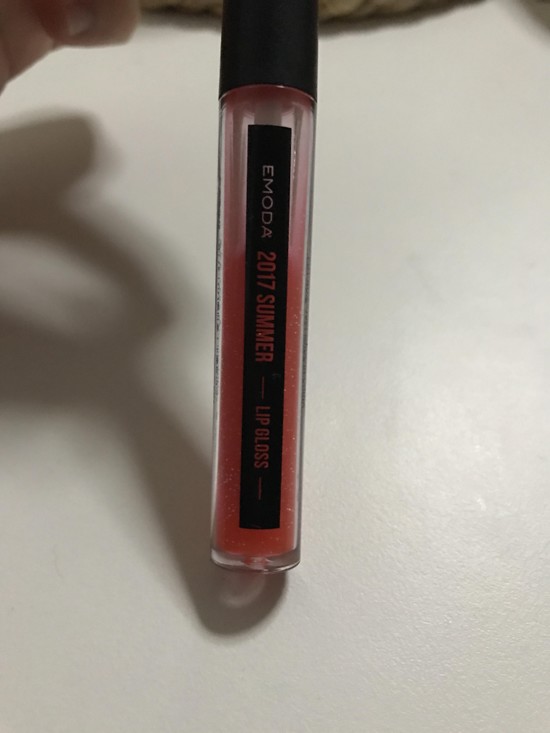 EMODA 2017 SUMMER — LIP GLOSS —